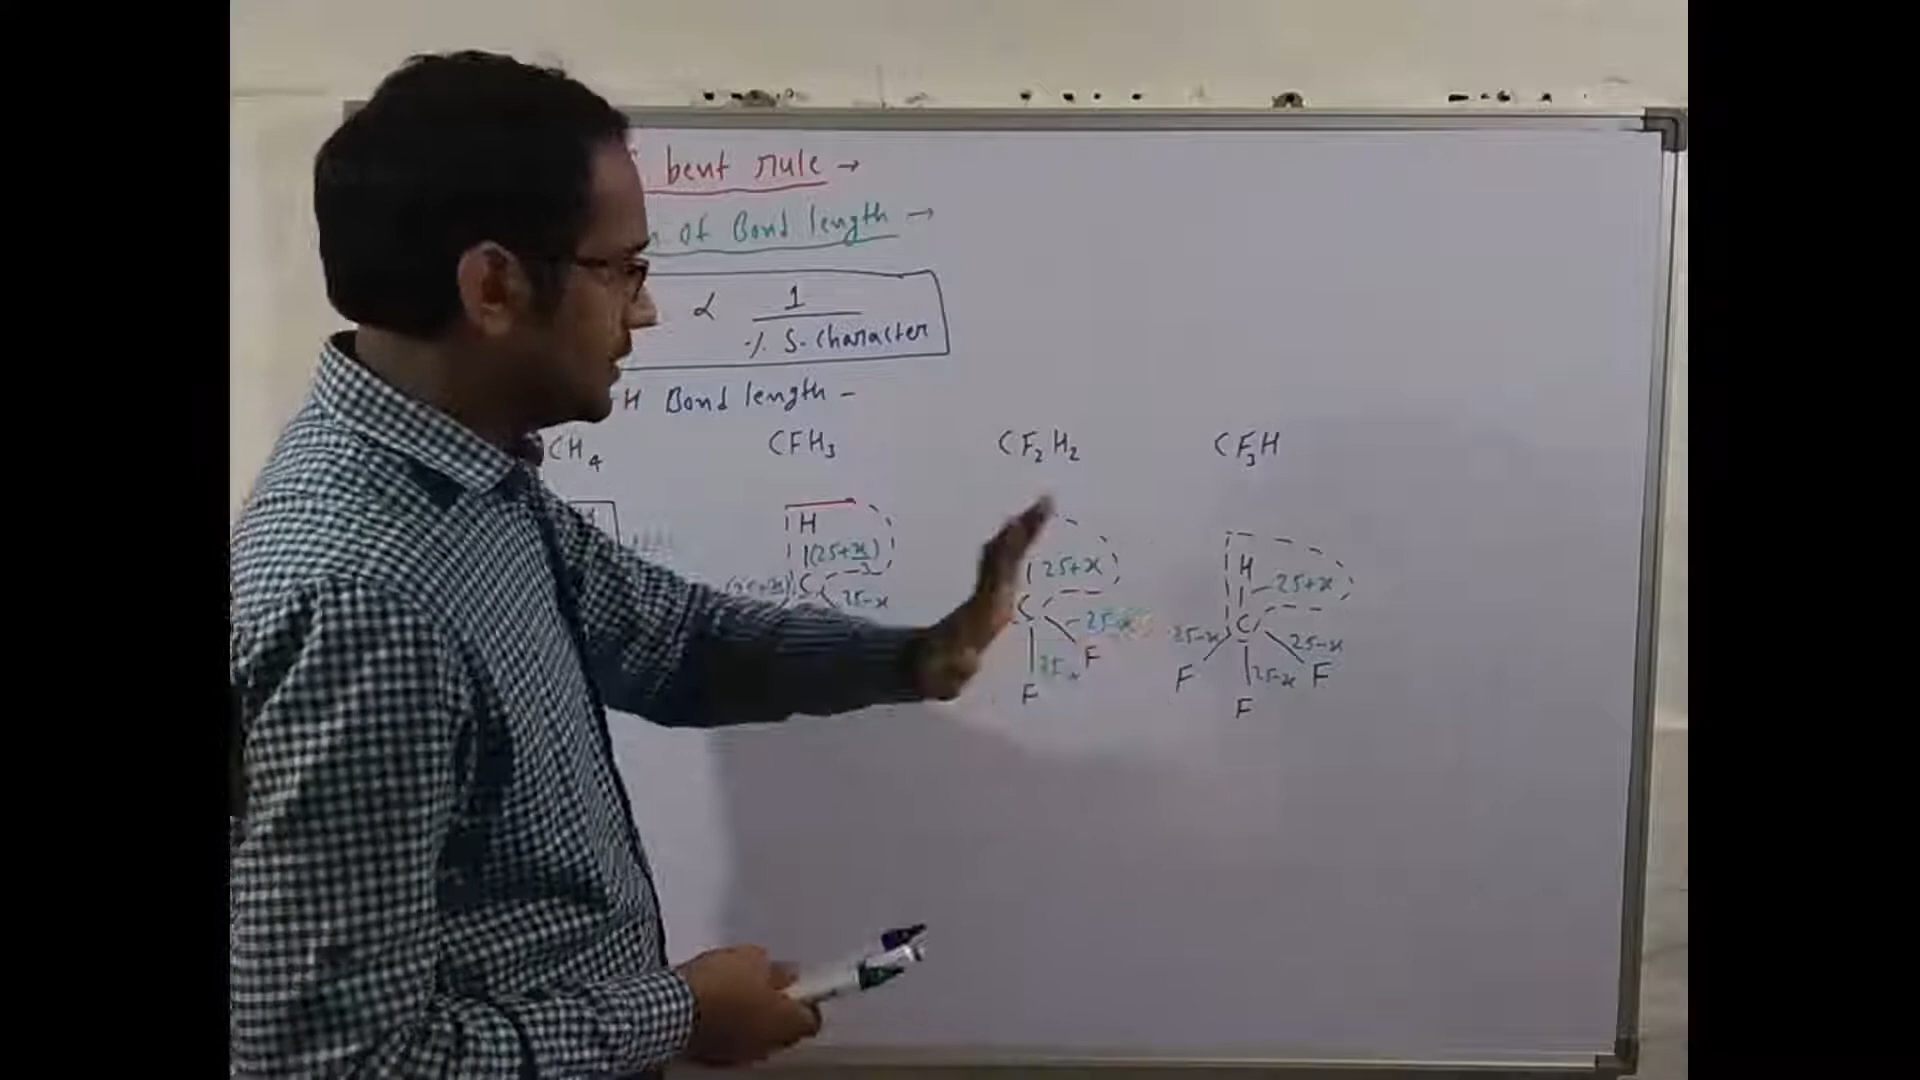 bent rule →
of Bond length →
∝ 1 / % S-character
H Bond length –
CH4 CFH3 CF2H2 CF3H
H
(25+x/3) 25+x H 25+x
C 25-x C 25-x 25-x C 25-x
F F 25-x F
F F